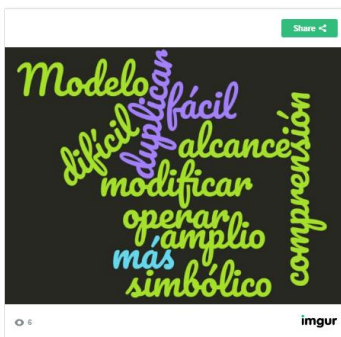 Share
Modelo
duplicar
fácil
difícil
alcance
comprensión
modificar
operar
amplio
más
simbólico
6
imgur